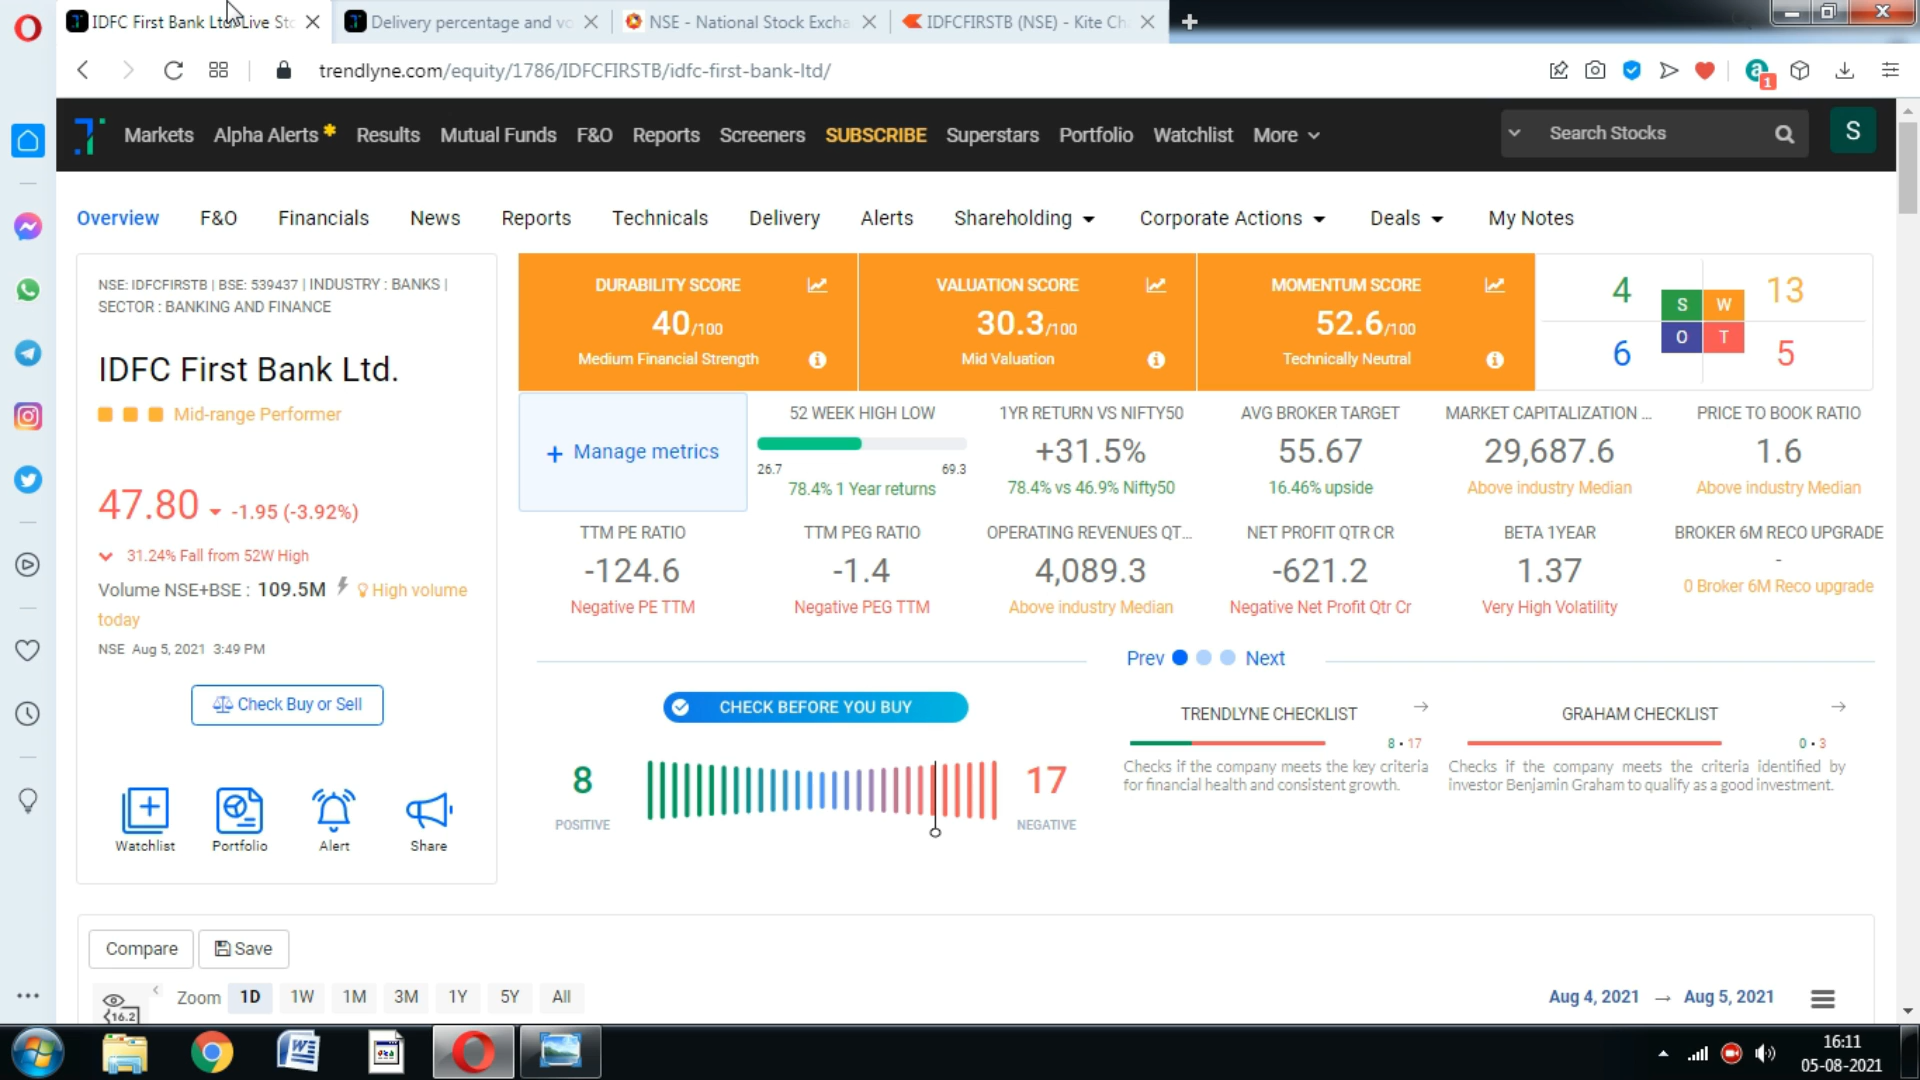 IDFC First Bank Ltd. Live Sto
Delivery percentage and vo
NSE - National Stock Excha
IDFCFIRSTB (NSE) - Kite Ch
trendlyne.com/equity/1786/IDFCFIRSTB/idfc-first-bank-ltd/
1
Markets Alpha Alerts Results Mutual Funds F&O Reports Screeners SUBSCRIBE Superstars Portfolio Watchlist More
Search Stocks
S
Overview F&O Financials News Reports Technicals Delivery Alerts Shareholding Corporate Actions Deals My Notes
NSE: IDFCFIRSTB | BSE: 539437 | INDUSTRY : BANKS |
SECTOR : BANKING AND FINANCE
IDFC First Bank Ltd.
Mid-range Performer
47.80 -1.95 (-3.92%)
31.24% Fall from 52W High
Volume NSE+BSE : 109.5M High volume
today
NSE Aug 5, 2021 3:49 PM
Check Buy or Sell
Watchlist Portfolio Alert Share
DURABILITY SCORE
40/100
Medium Financial Strength
VALUATION SCORE
30.3/100
Mid Valuation
MOMENTUM SCORE
52.6/100
Technically Neutral
4 S W 13
6 O T 5
+ Manage metrics
52 WEEK HIGH LOW
26.7 69.3
78.4% 1 Year returns
1YR RETURN VS NIFTY50
+31.5%
78.4% vs 46.9% Nifty50
AVG BROKER TARGET
55.67
16.46% upside
MARKET CAPITALIZATION ...
29,687.6
Above industry Median
PRICE TO BOOK RATIO
1.6
Above industry Median
TTM PE RATIO
-124.6
Negative PE TTM
TTM PEG RATIO
-1.4
Negative PEG TTM
OPERATING REVENUES QT...
4,089.3
Above industry Median
NET PROFIT QTR CR
-621.2
Negative Net Profit Qtr Cr
BETA 1YEAR
1.37
Very High Volatility
BROKER 6M RECO UPGRADE
-
0 Broker 6M Reco upgrade
Prev Next
CHECK BEFORE YOU BUY
8
POSITIVE
17
NEGATIVE
TRENDLYNE CHECKLIST
8 • 17
Checks if the company meets the key criteria
for financial health and consistent growth.
GRAHAM CHECKLIST
0 • 3
Checks if the company meets the criteria identified by
investor Benjamin Graham to qualify as a good investment.
Compare Save
16.2
Zoom 1D 1W 1M 3M 1Y 5Y All
Aug 4, 2021 → Aug 5, 2021
16:11
05-08-2021